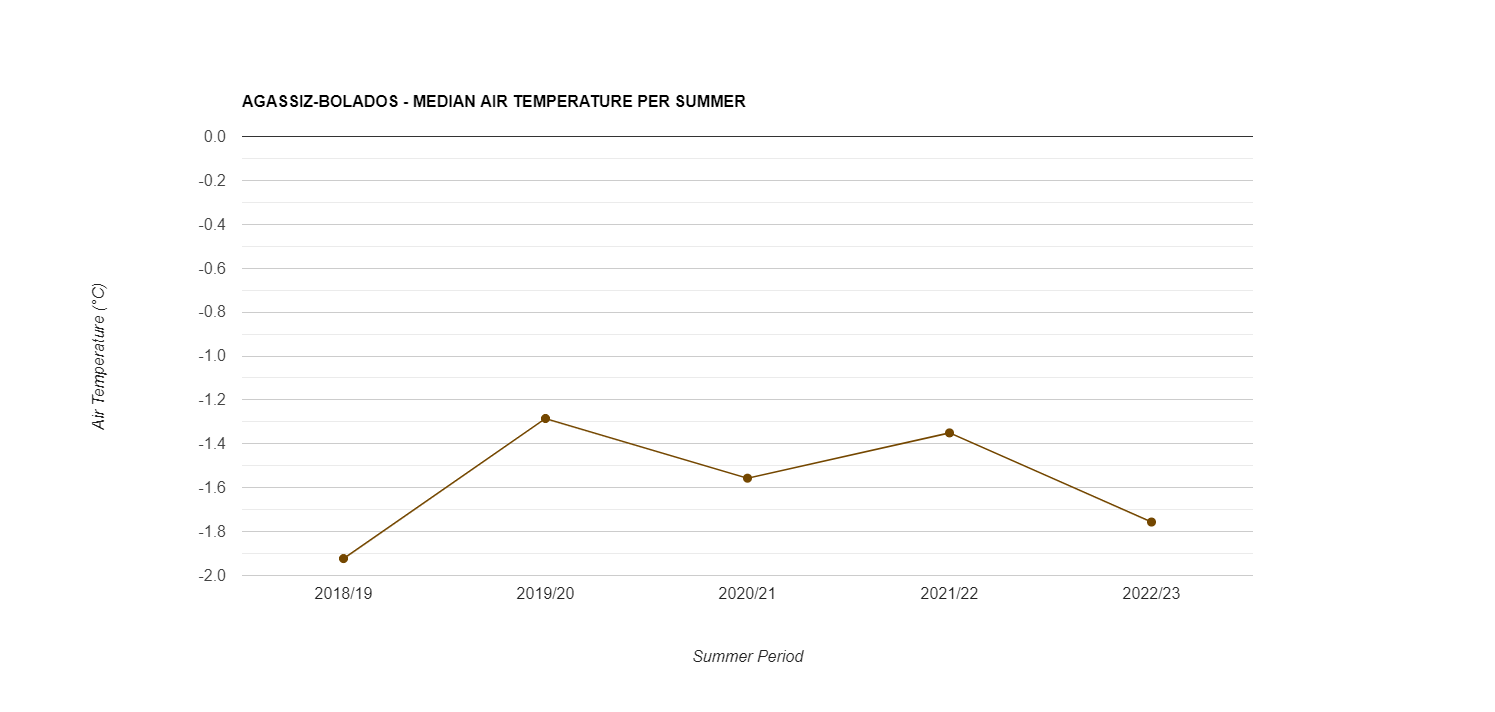 AGASSIZ-BOLADOS - MEDIAN AIR TEMPERATURE PER SUMMER
0.0
-0.2
-0.4
-0.6
-0.8
-1.0
-1.2
-1.4
-1.6
-1.8
-2.0
Air Temperature (°C)
2018/19 2019/20 2020/21 2021/22 2022/23
Summer Period